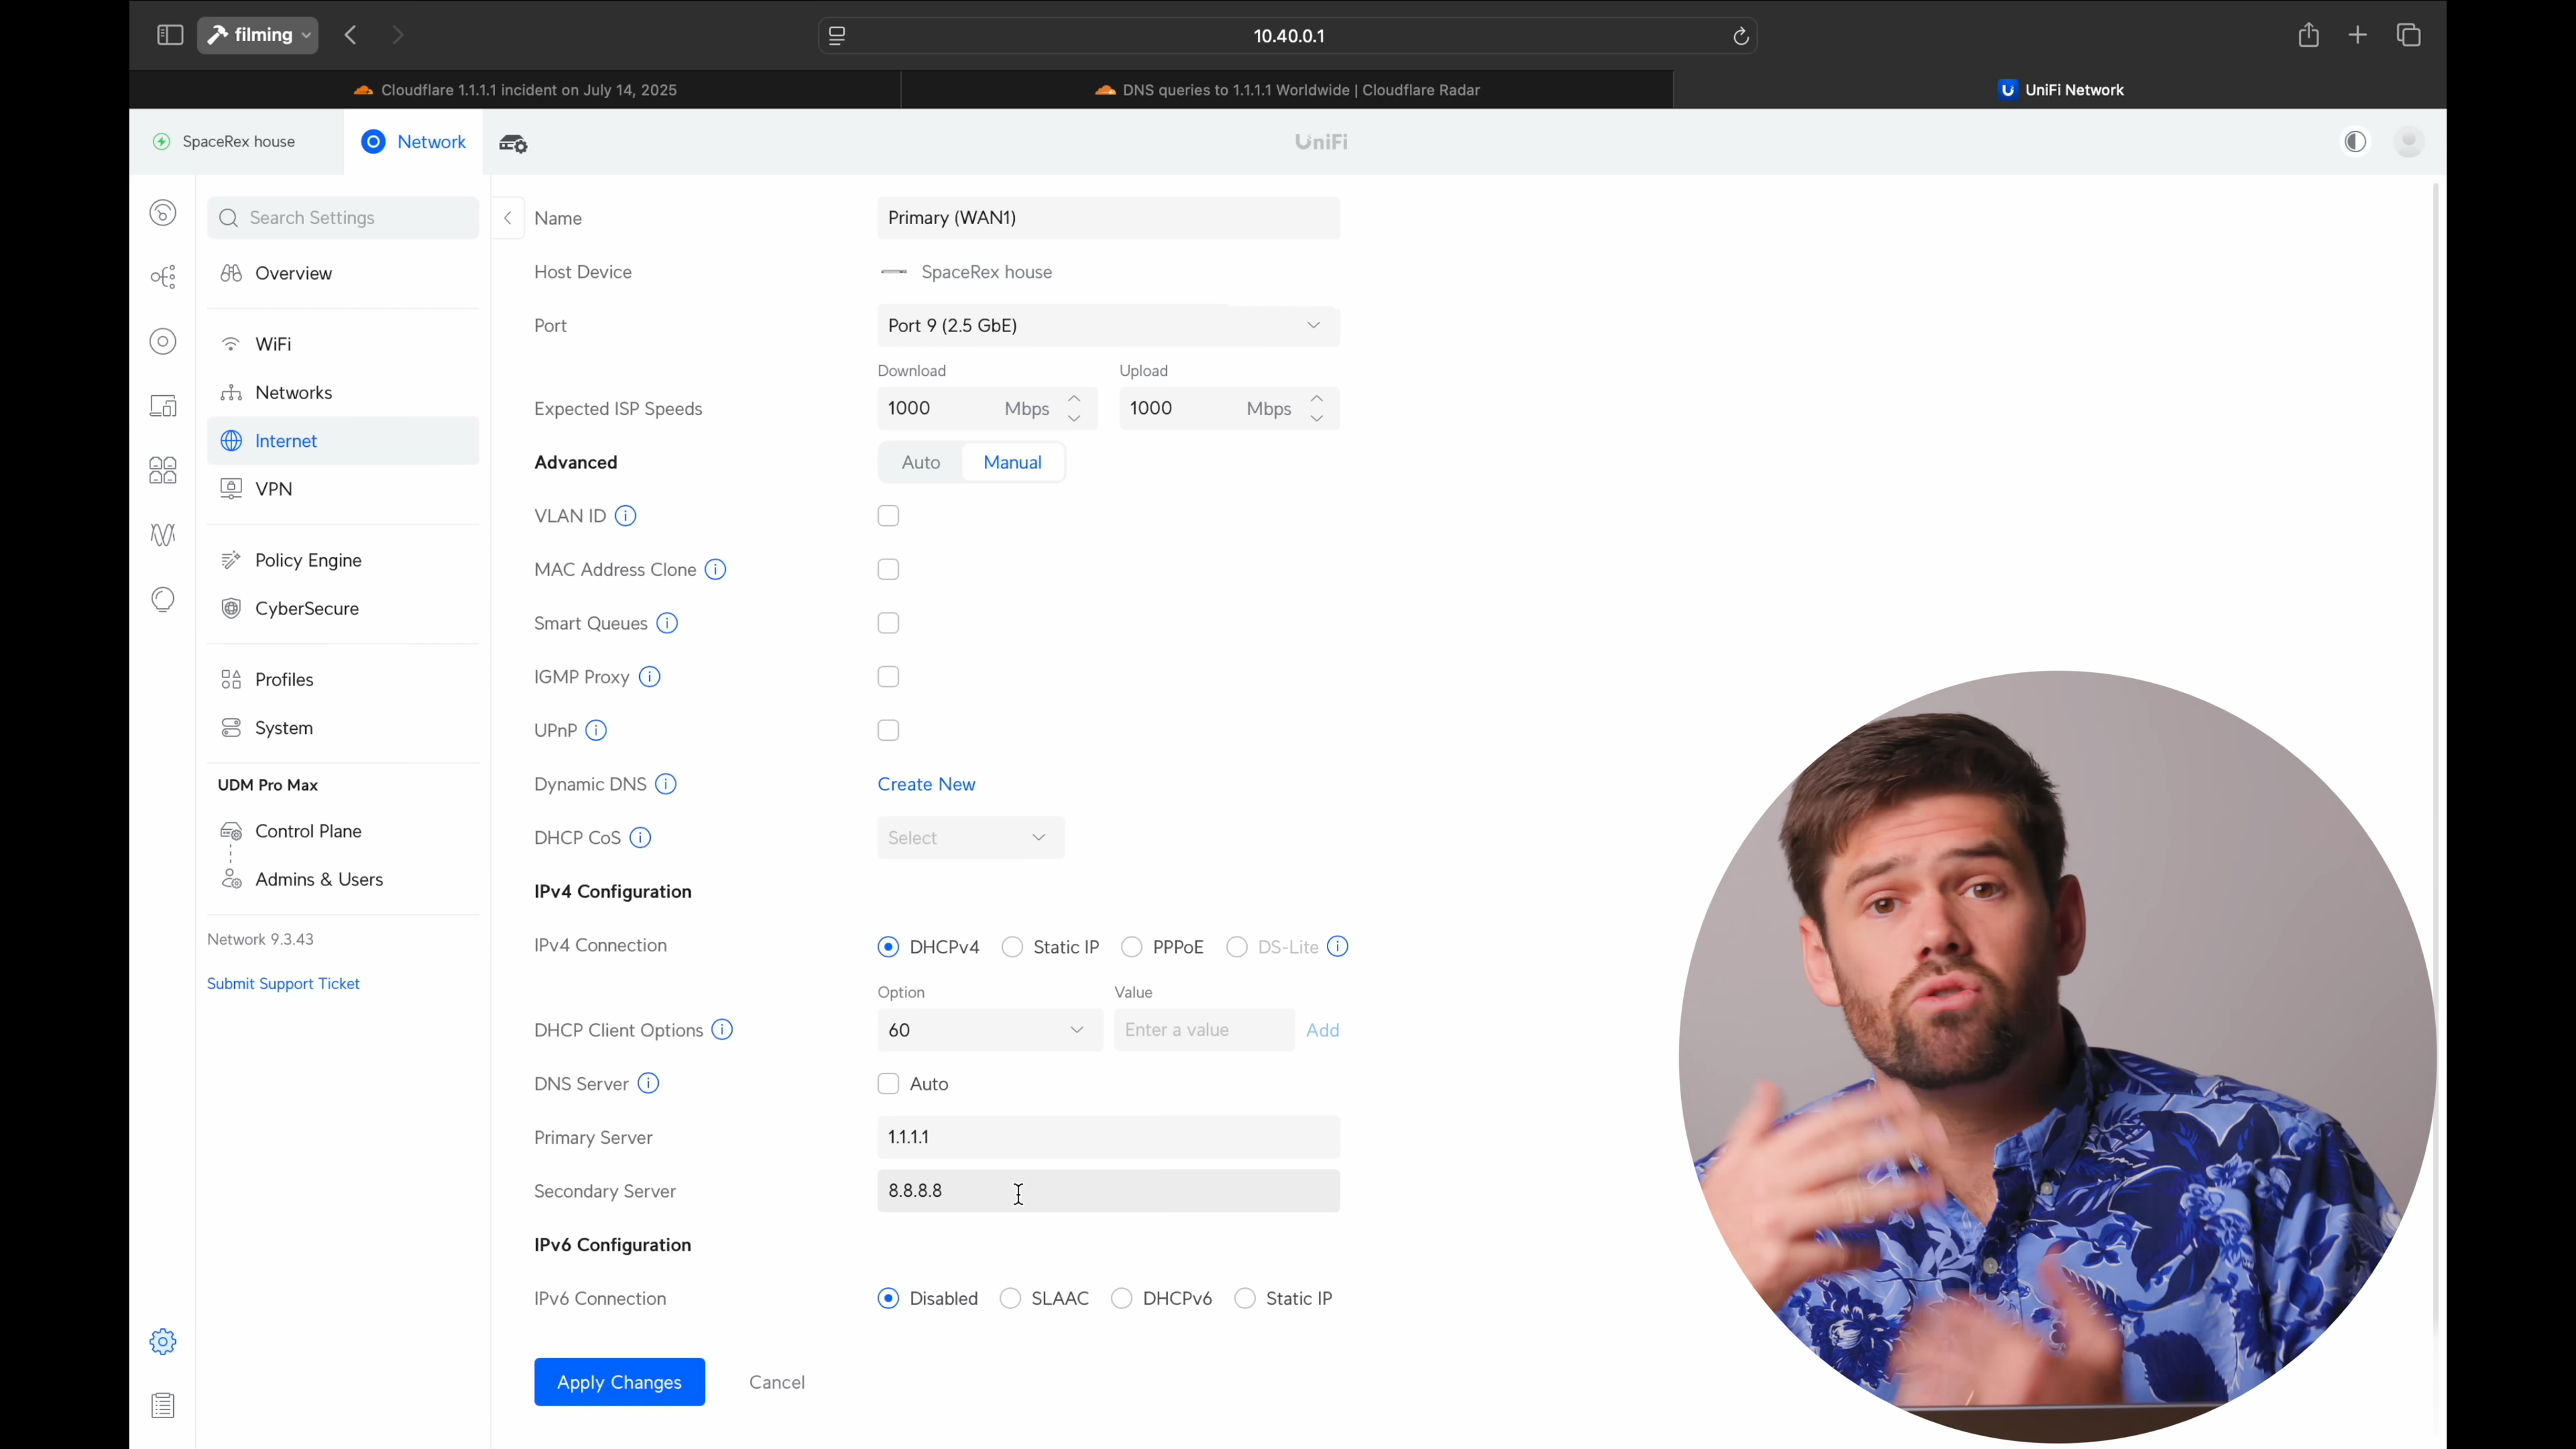 filming
10.40.0.1
Cloudflare 1.1.1.1 incident on July 14, 2025
DNS queries to 1.1.1.1 Worldwide | Cloudflare Radar
UniFi Network
SpaceRex house
Network
UniFi
Search Settings
Overview
WiFi
Networks
Internet
VPN
Policy Engine
CyberSecure
Profiles
System
UDM Pro Max
Control Plane
Admins & Users
Network 9.3.43
Submit Support Ticket
Name
Primary (WAN1)
Host Device
SpaceRex house
Port
Port 9 (2.5 GbE)
Download
Upload
Expected ISP Speeds
1000 Mbps
1000 Mbps
Advanced
Auto
Manual
VLAN ID
MAC Address Clone
Smart Queues
IGMP Proxy
UPnP
Dynamic DNS
Create New
DHCP CoS
Select
IPv4 Configuration
IPv4 Connection
DHCPv4
Static IP
PPPoE
DS-Lite
Option
Value
DHCP Client Options
60
Enter a value
Add
DNS Server
Auto
Primary Server
1.1.1.1
Secondary Server
8.8.8.8
IPv6 Configuration
IPv6 Connection
Disabled
SLAAC
DHCPv6
Static IP
Apply Changes
Cancel